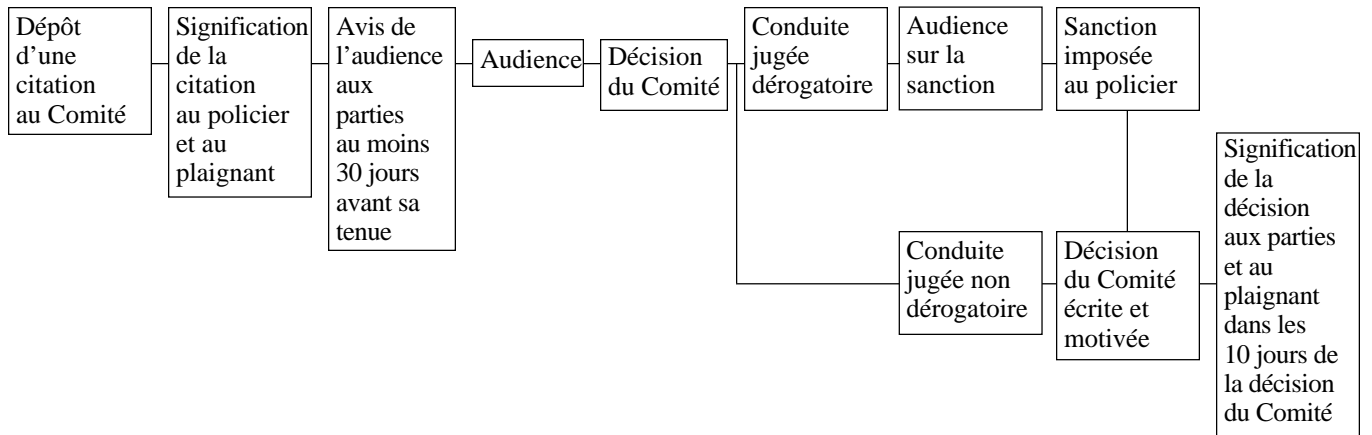 Dépôt
d’une
citation
au Comité
Signification
de la
citation
au policier
et au
plaignant
Avis de
l’audience
aux
parties
au moins
30 jours
avant sa
tenue
Audience
Décision
du Comité
Conduite
jugée
dérogatoire
Audience
sur la
sanction
Sanction
imposée
au policier
Conduite
jugée non
dérogatoire
Décision
du Comité
écrite et
motivée
Signification
de la
décision
aux parties
et au
plaignant
dans les
10 jours de
la décision
du Comité